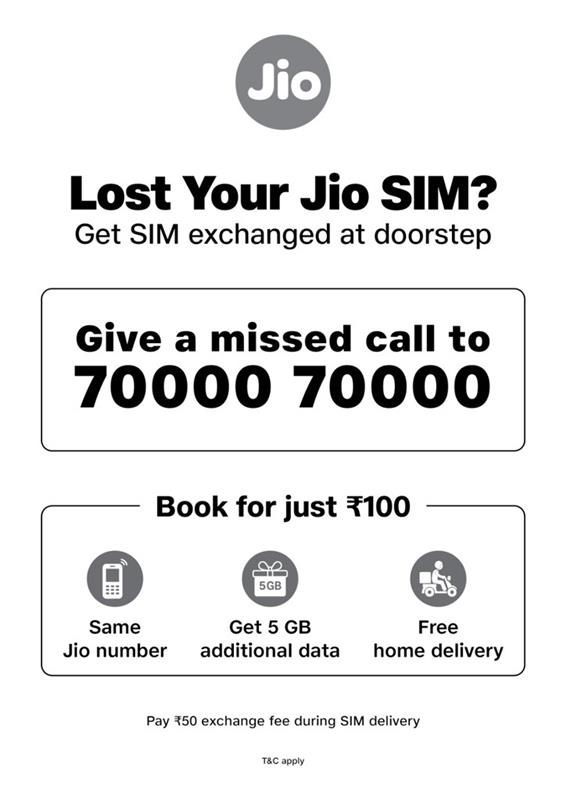 Jio
Lost Your Jio SIM?
Get SIM exchanged at doorstep
Give a missed call to
70000 70000
Book for just ₹100
5GB
Same
Jio number
Get 5 GB
additional data
Free
home delivery
Pay ₹50 exchange fee during SIM delivery
T&C apply